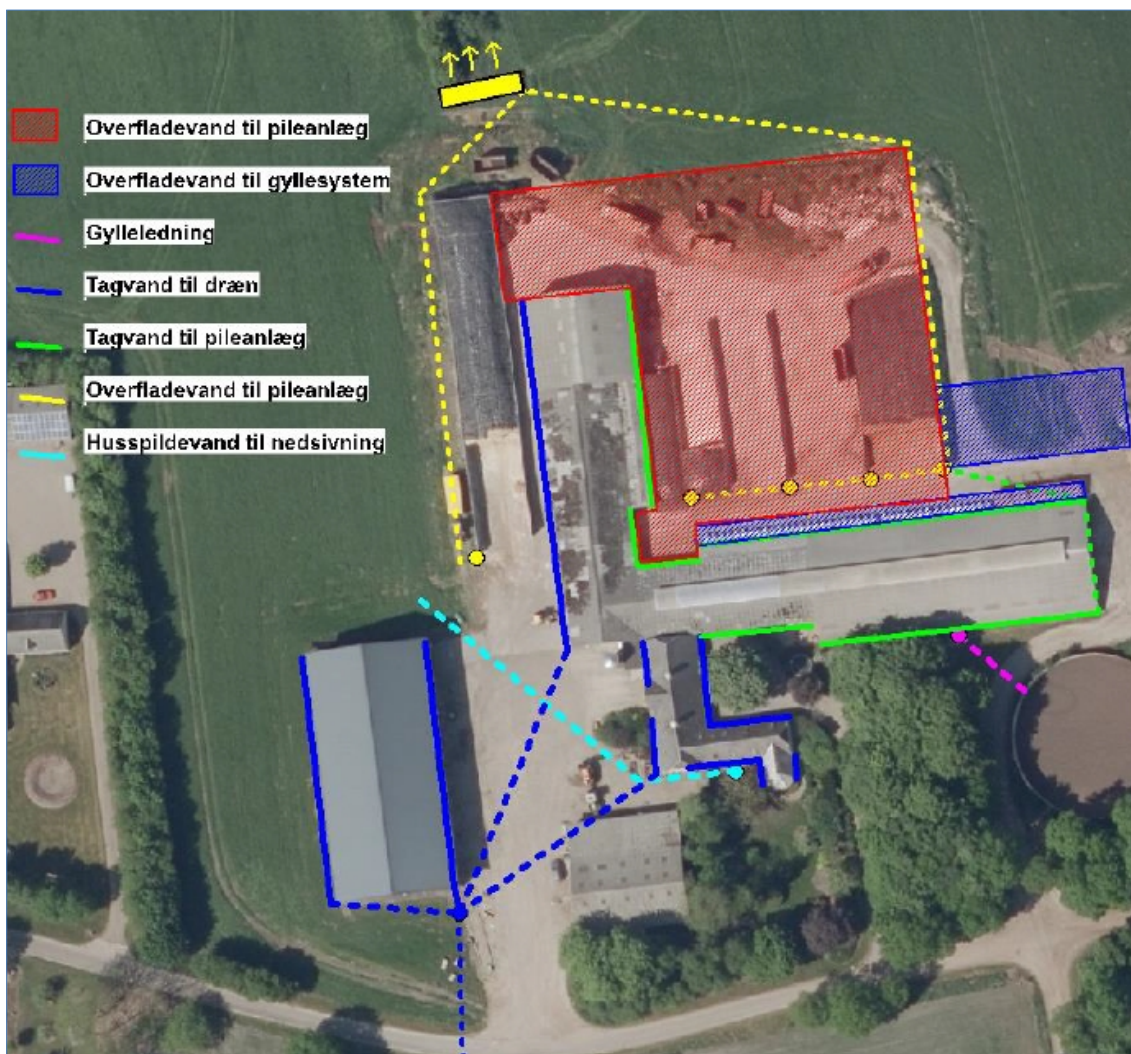 Overfladevand til pileanlæg
Overfladevand til gyllesystem
Gylleledning
Tagvand til dræn
Tagvand til pileanlæg
Overfladevand til pileanlæg
Husspildevand til nedsivning